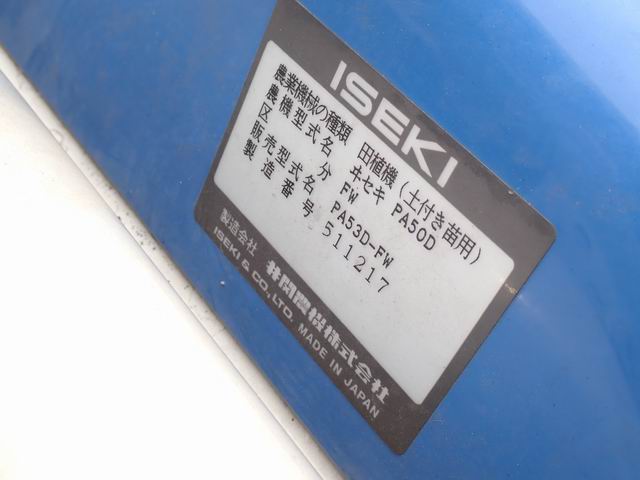 ISEKI
農業機械の種類 田植機（土付き苗用）
農機型式名 ヰセキ PA50D
区分 FW
販売型式名 PA53D-FW
製造番号 511217
製造会社 井関農機株式会社
ISEKI & CO., LTD. MADE IN JAPAN